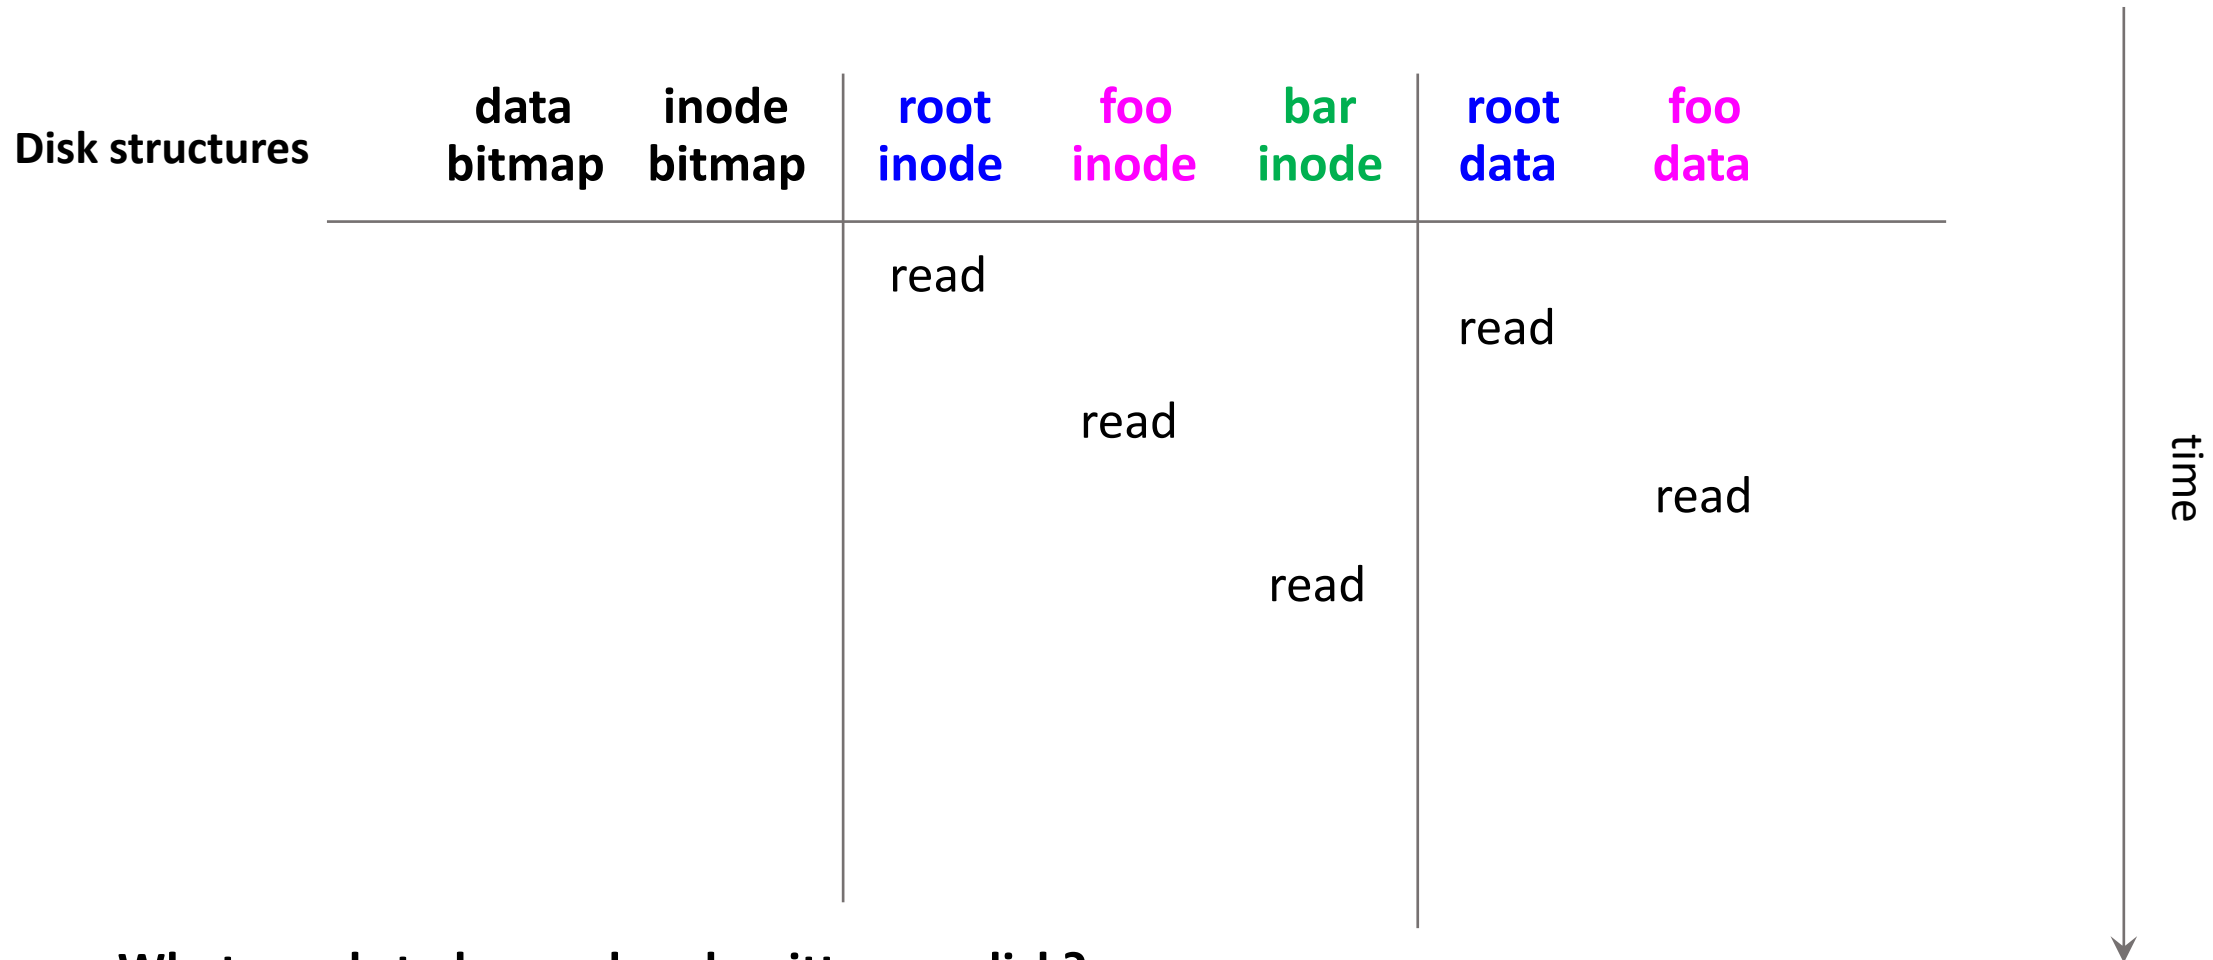 Disk structures
data bitmap
inode bitmap
root inode
foo inode
bar inode
root data
foo data
read
read
read
read
read
time